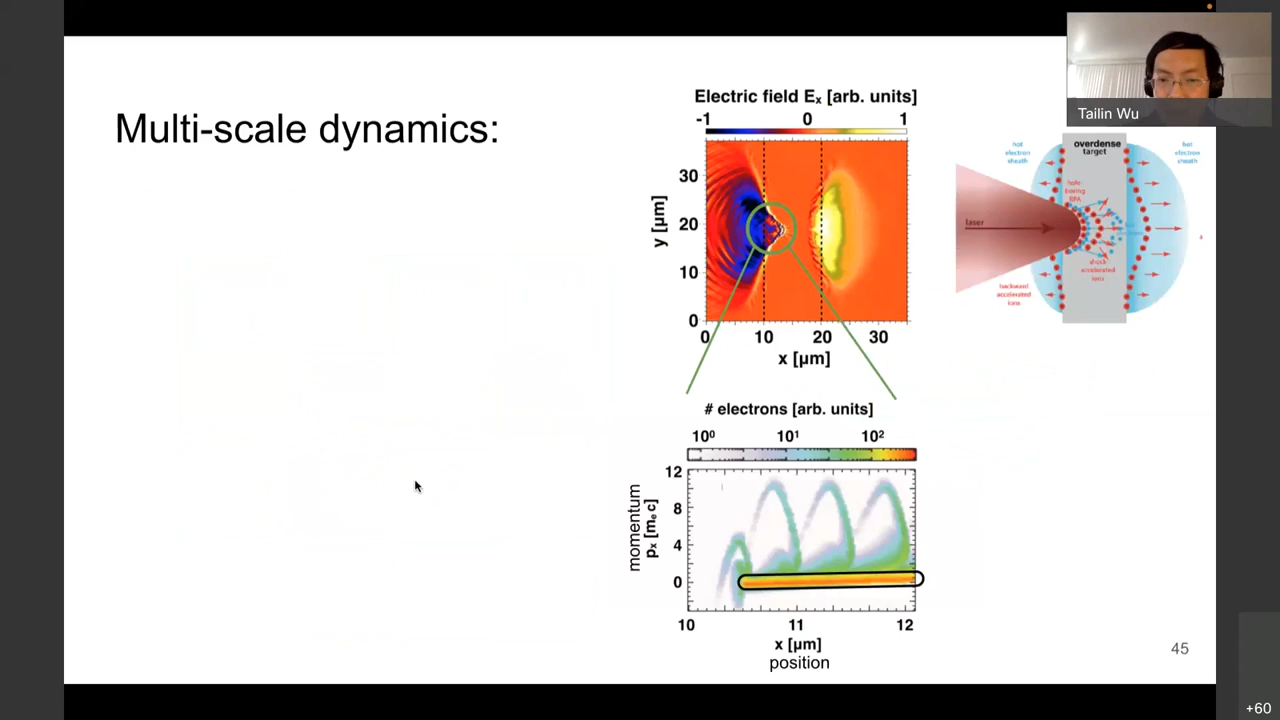 Tailin Wu
Multi-scale dynamics:
Electric field Ex [arb. units]
-1 0 1
30
20
10
0
y [µm]
0 10 20 30
x [µm]
overdense
target
hot
electron
sheath
hot
electron
sheath
hole-
boring
RPA
laser
shock
accelerated
ions
backward
accelerated
ions
# electrons [arb. units]
10⁰ 10¹ 10²
12
8
4
0
momentum
px [me c]
10 11 12
x [µm]
position
45
+60